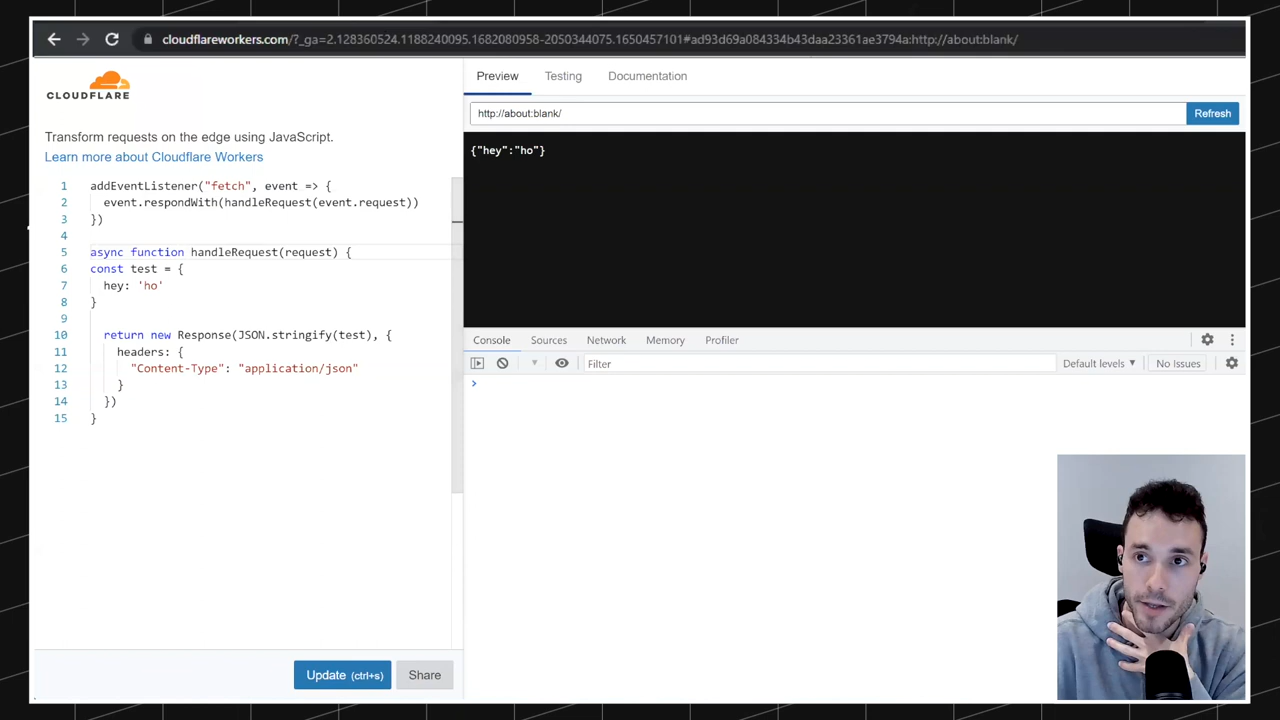 cloudflareworkers.com/?_ga=2.128360524.1188240095.1682080958-2050344075.1650457101#ad93d69a084334b43daa23361ae3794a:http://about:blank/
CLOUDFLARE
Transform requests on the edge using JavaScript.
Learn more about Cloudflare Workers
1 addEventListener("fetch", event => {
2 event.respondWith(handleRequest(event.request))
3 })
4
5 async function handleRequest(request) {
6 const test = {
7 hey: 'ho'
8 }
9
10 return new Response(JSON.stringify(test), {
11 headers: {
12 "Content-Type": "application/json"
13 }
14 })
15 }
Update (ctrl+s) Share
Preview Testing Documentation
http://about:blank/ Refresh
{"hey":"ho"}
Console Sources Network Memory Profiler
Filter Default levels ▼ No Issues
>